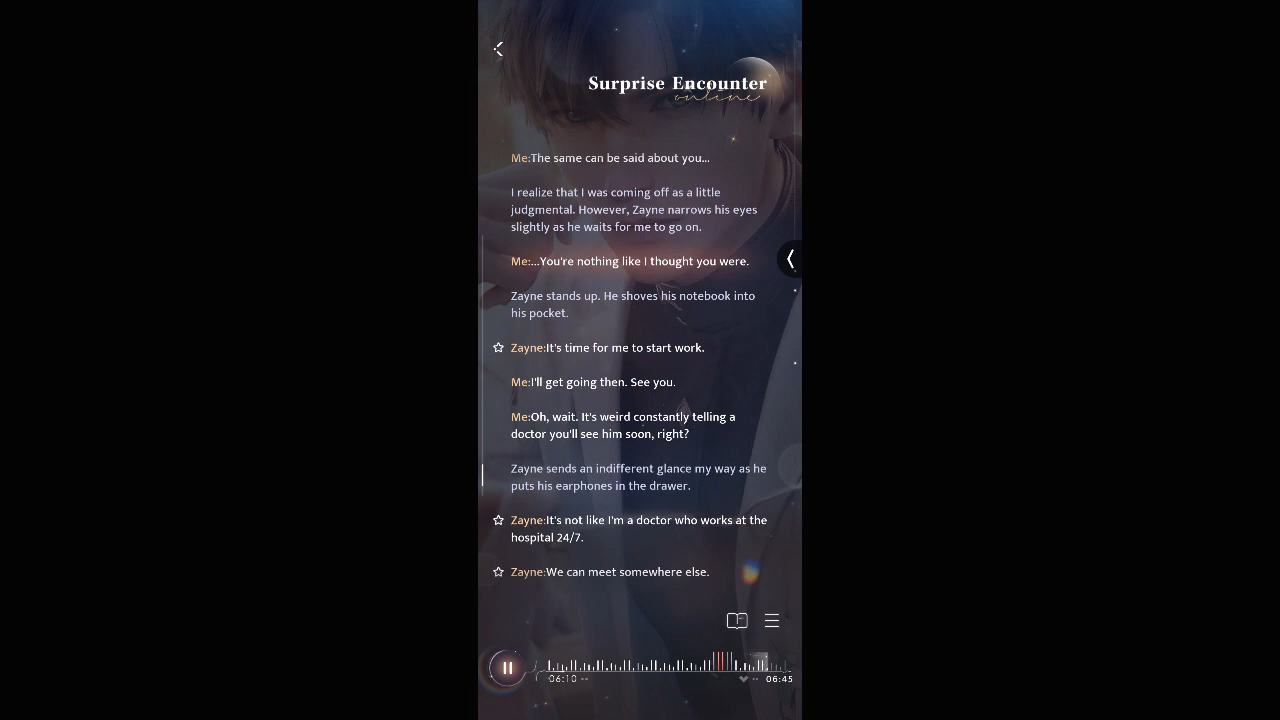 Surprise Encounter
online
Me:The same can be said about you...
I realize that I was coming off as a little
judgmental. However, Zayne narrows his eyes
slightly as he waits for me to go on.
Me:...You're nothing like I thought you were.
Zayne stands up. He shoves his notebook into
his pocket.
Zayne:It's time for me to start work.
Me:I'll get going then. See you.
Me:Oh, wait. It's weird constantly telling a
doctor you'll see him soon, right?
Zayne sends an indifferent glance my way as he
puts his earphones in the drawer.
Zayne:It's not like I'm a doctor who works at the
hospital 24/7.
Zayne:We can meet somewhere else.
06:10 --
-- 06:45